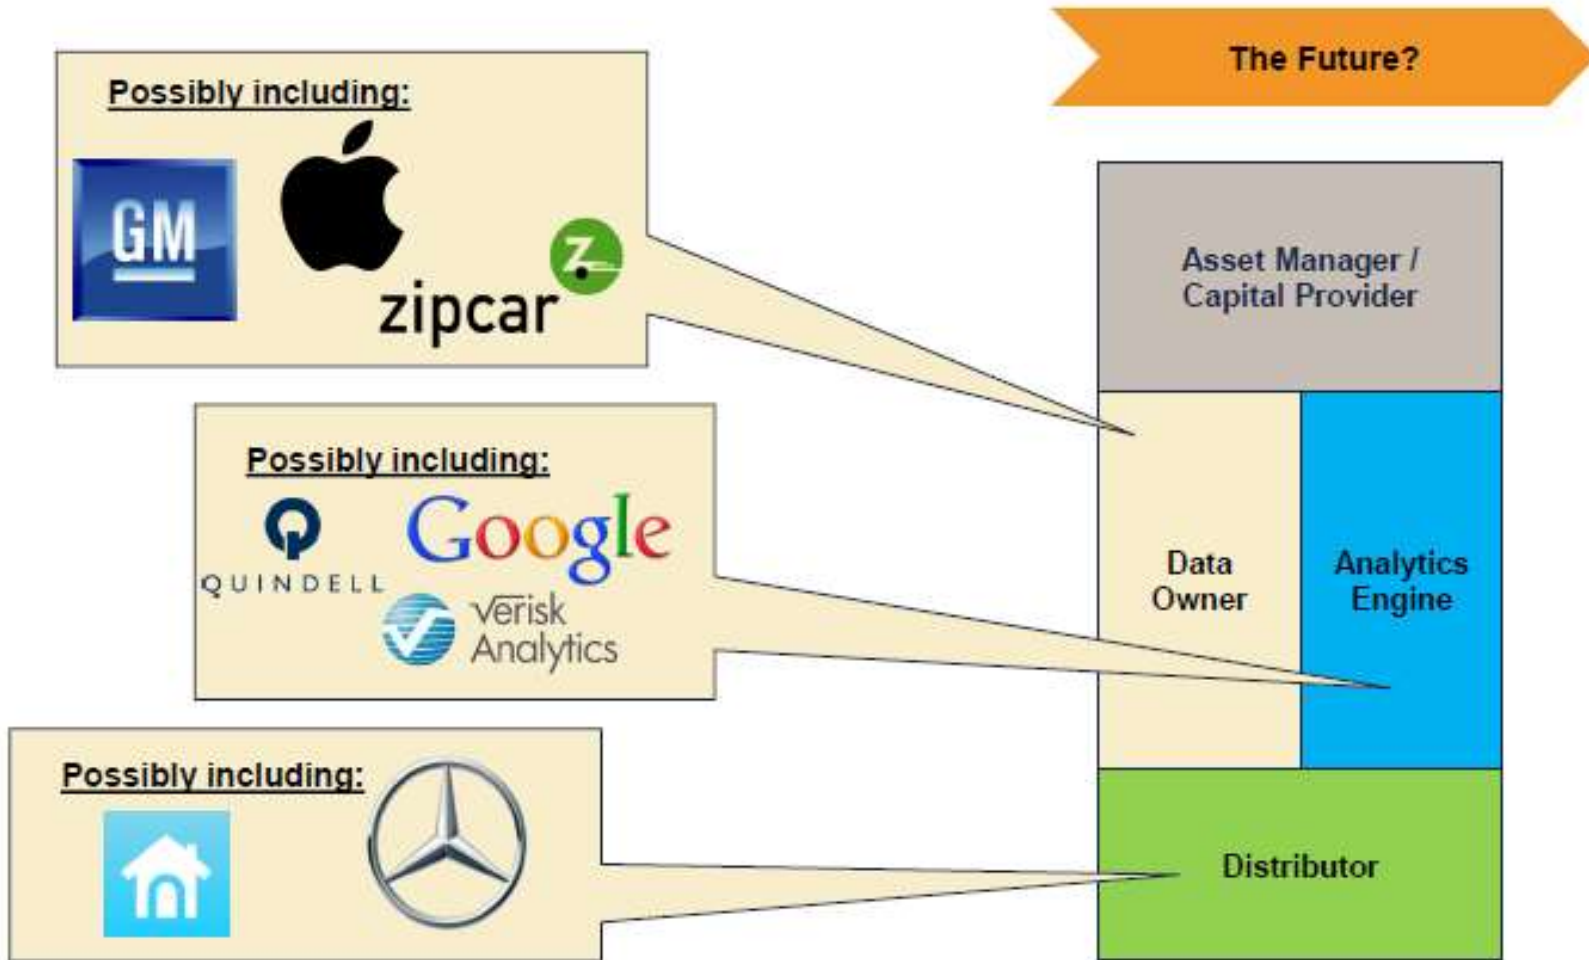 The Future?
Possibly including:
GM
zipcar
Z
Asset Manager /
Capital Provider
Possibly including:
QUINDELL
Google
Verisk
Analytics
Data
Owner
Analytics
Engine
Possibly including:
Distributor